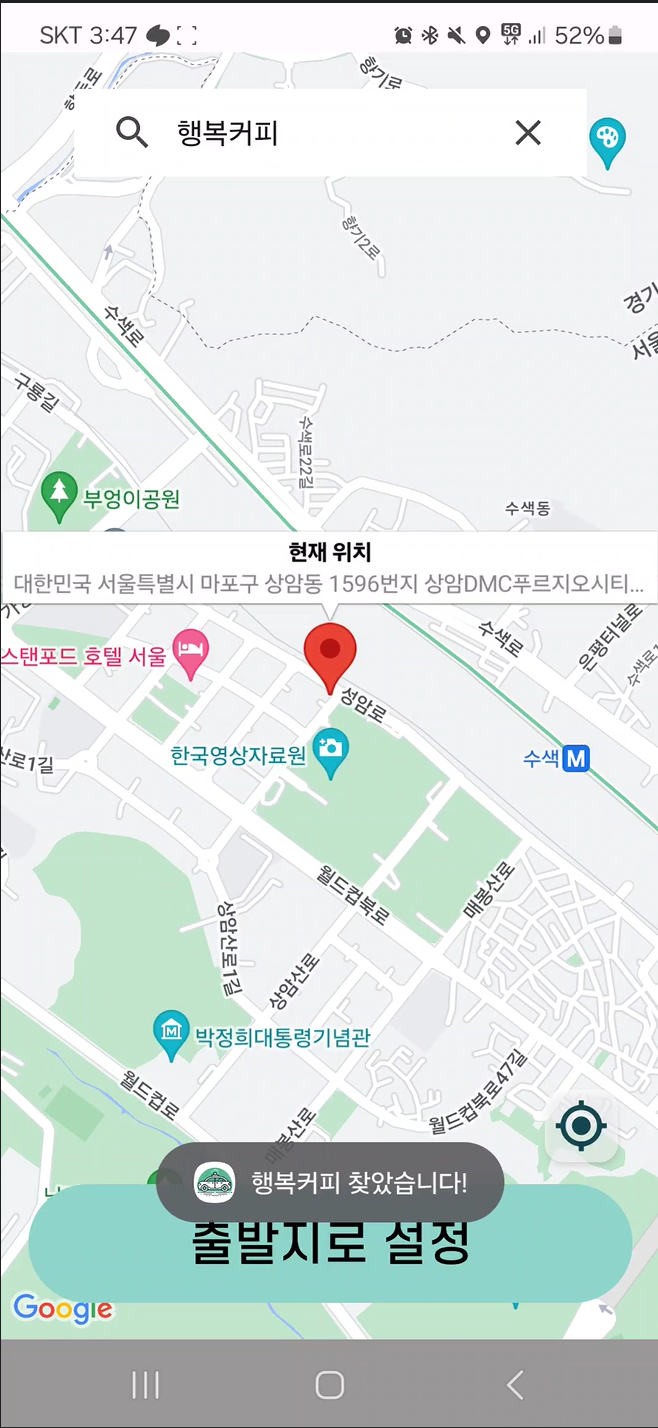 SKT 3:47
5G
52%
향기로
행복커피
향기2로
경기
서울
수색로
구룡길
수색로22길
부엉이공원
수색동
현재 위치
대한민국 서울특별시 마포구 상암동 1596번지 상암DMC푸르지오시티...
수색로
은평터널로
스탠포드 호텔 서울
성암로
한국영상자료원
수색 M
산로1길
월드컵북로
매봉산로
상암산로1길
상암산로
박정희대통령기념관
월드컵로
월드컵북로47길
매봉산로
행복커피 찾았습니다!
출발지로 설정
Google